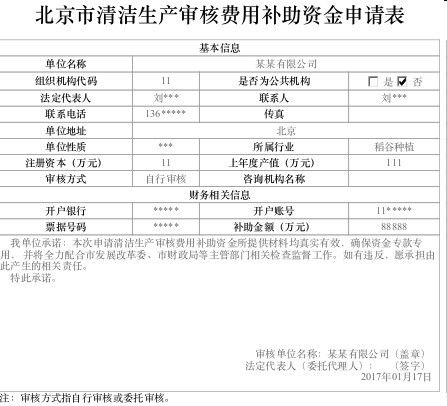 北京市清洁生产审核费用补助资金申请表
基本信息
单位名称 某某有限公司
组织机构代码 11 是否为公共机构 是 否
法定代表人 刘*** 联系人 刘***
联系电话 136***** 传真
单位地址 北京
单位性质 *** 所属行业 稻谷种植
注册资本（万元） 11 上年度产值（万元） 111
审核方式 自行审核 咨询机构名称
财务相关信息
开户银行 ***** 开户账号 11*****
票据号码 ***** 补助金额（万元） 88888
我单位承诺：本次申请清洁生产审核费用补助资金所提供材料均真实有效．确保资金专款专
用．并将全力配合市发展改革委、市财政局等主管部门相关检查监督工作。如有违反．愿承担由
此产生的相关责任。
特此承诺。
审核单位名称：某某有限公司（盖章）
法定代表人（委托代理人）： （签字）
2017年01月17日
注：审核方式指自行审核或委托审核。